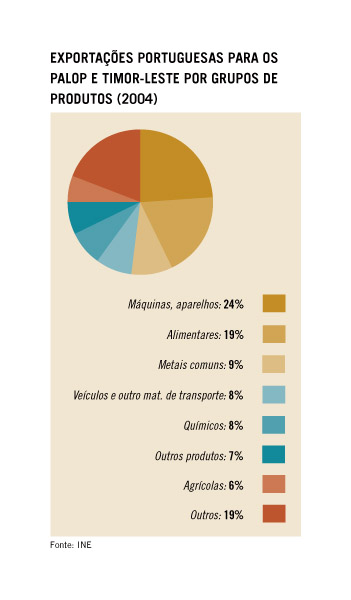 EXPORTAÇÕES PORTUGUESAS PARA OS
PALOP E TIMOR-LESTE POR GRUPOS DE
PRODUTOS (2004)
Máquinas, aparelhos: 24%
Alimentares: 19%
Metais comuns: 9%
Veículos e outro mat. de transporte: 8%
Químicos: 8%
Outros produtos: 7%
Agrícolas: 6%
Outros: 19%
Fonte: INE